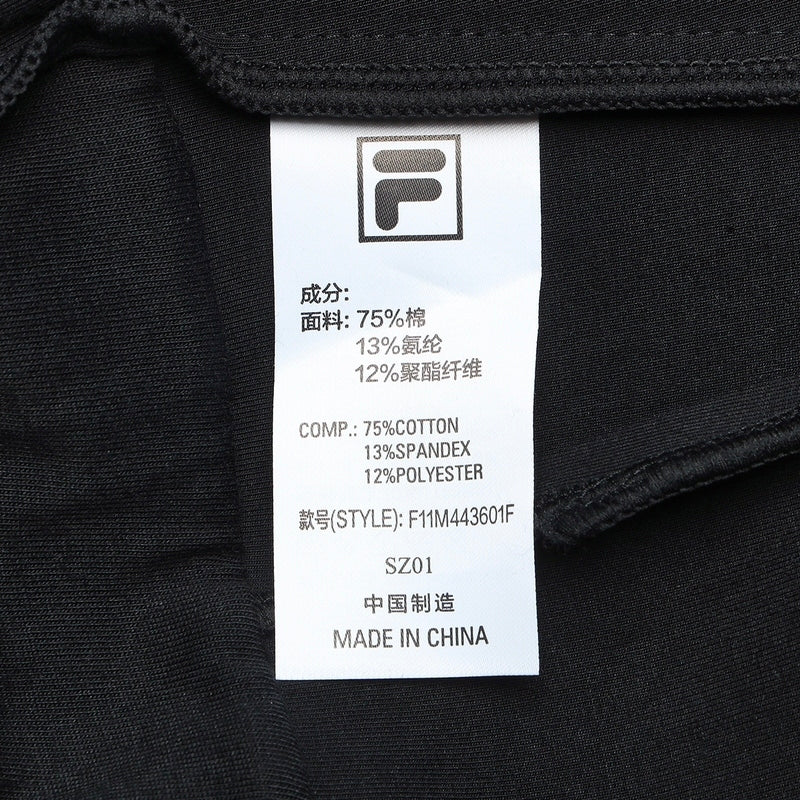 F
成分:
面料: 75%棉
13%氨纶
12%聚酯纤维
COMP.: 75%COTTON
13%SPANDEX
12%POLYESTER
款号(STYLE): F11M443601F
SZ01
中国制造
MADE IN CHINA